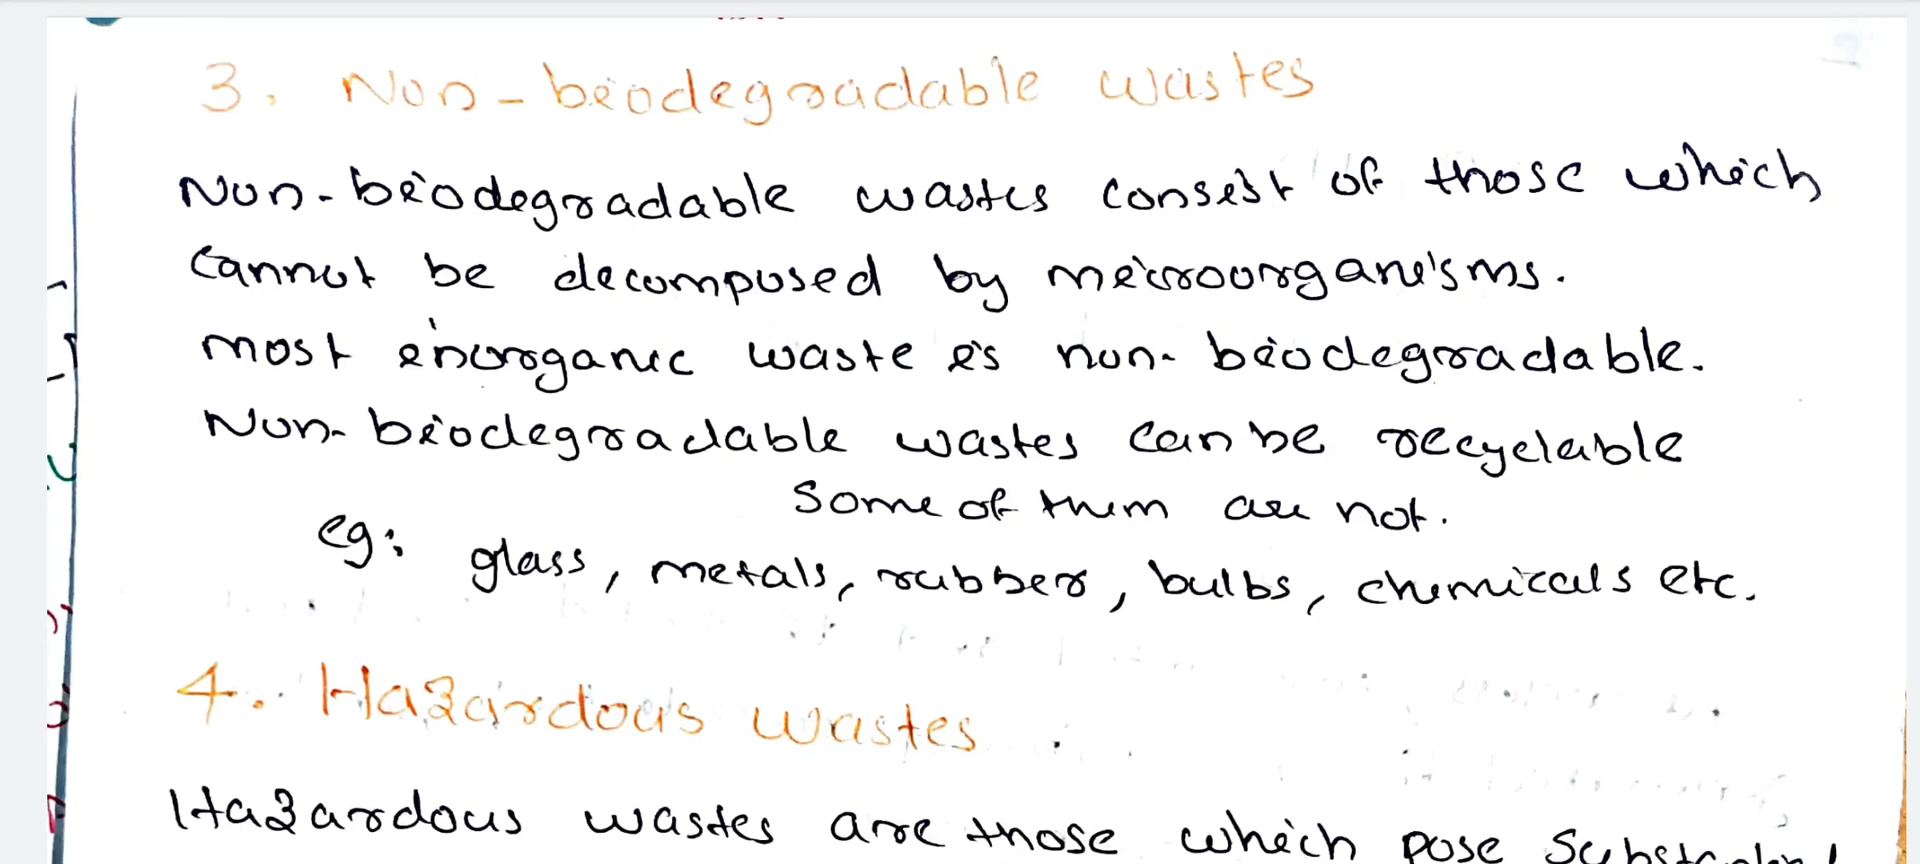 3. Non-biodegradable wastes
Non-biodegradable wastes consist of those which
cannot be decomposed by microorganisms.
most inorganic waste is non-biodegradable.
Non-biodegradable wastes can be recyclable
Some of them are not.
eg: glass, metals, rubber, bulbs, chemicals etc.
4. Hazardous wastes
Hazardous wastes are those which pose